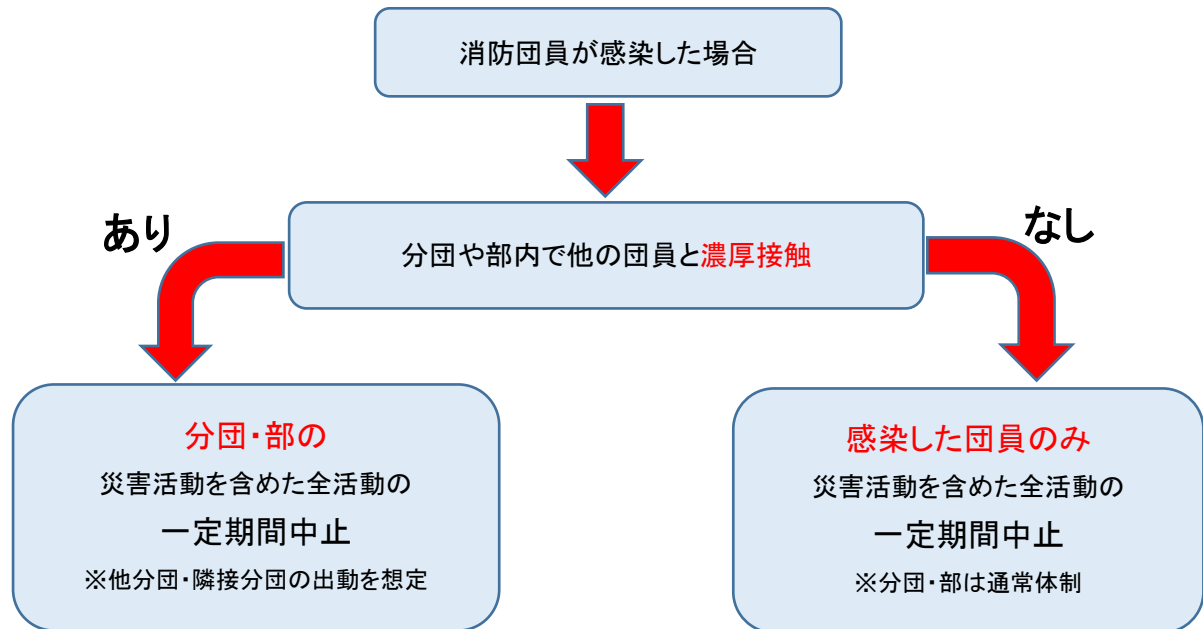 消防団員が感染した場合
あり
なし
分団や部内で他の団員と濃厚接触
分団・部の
災害活動を含めた全活動の
一定期間中止
※他分団・隣接分団の出動を想定
感染した団員のみ
災害活動を含めた全活動の
一定期間中止
※分団・部は通常体制